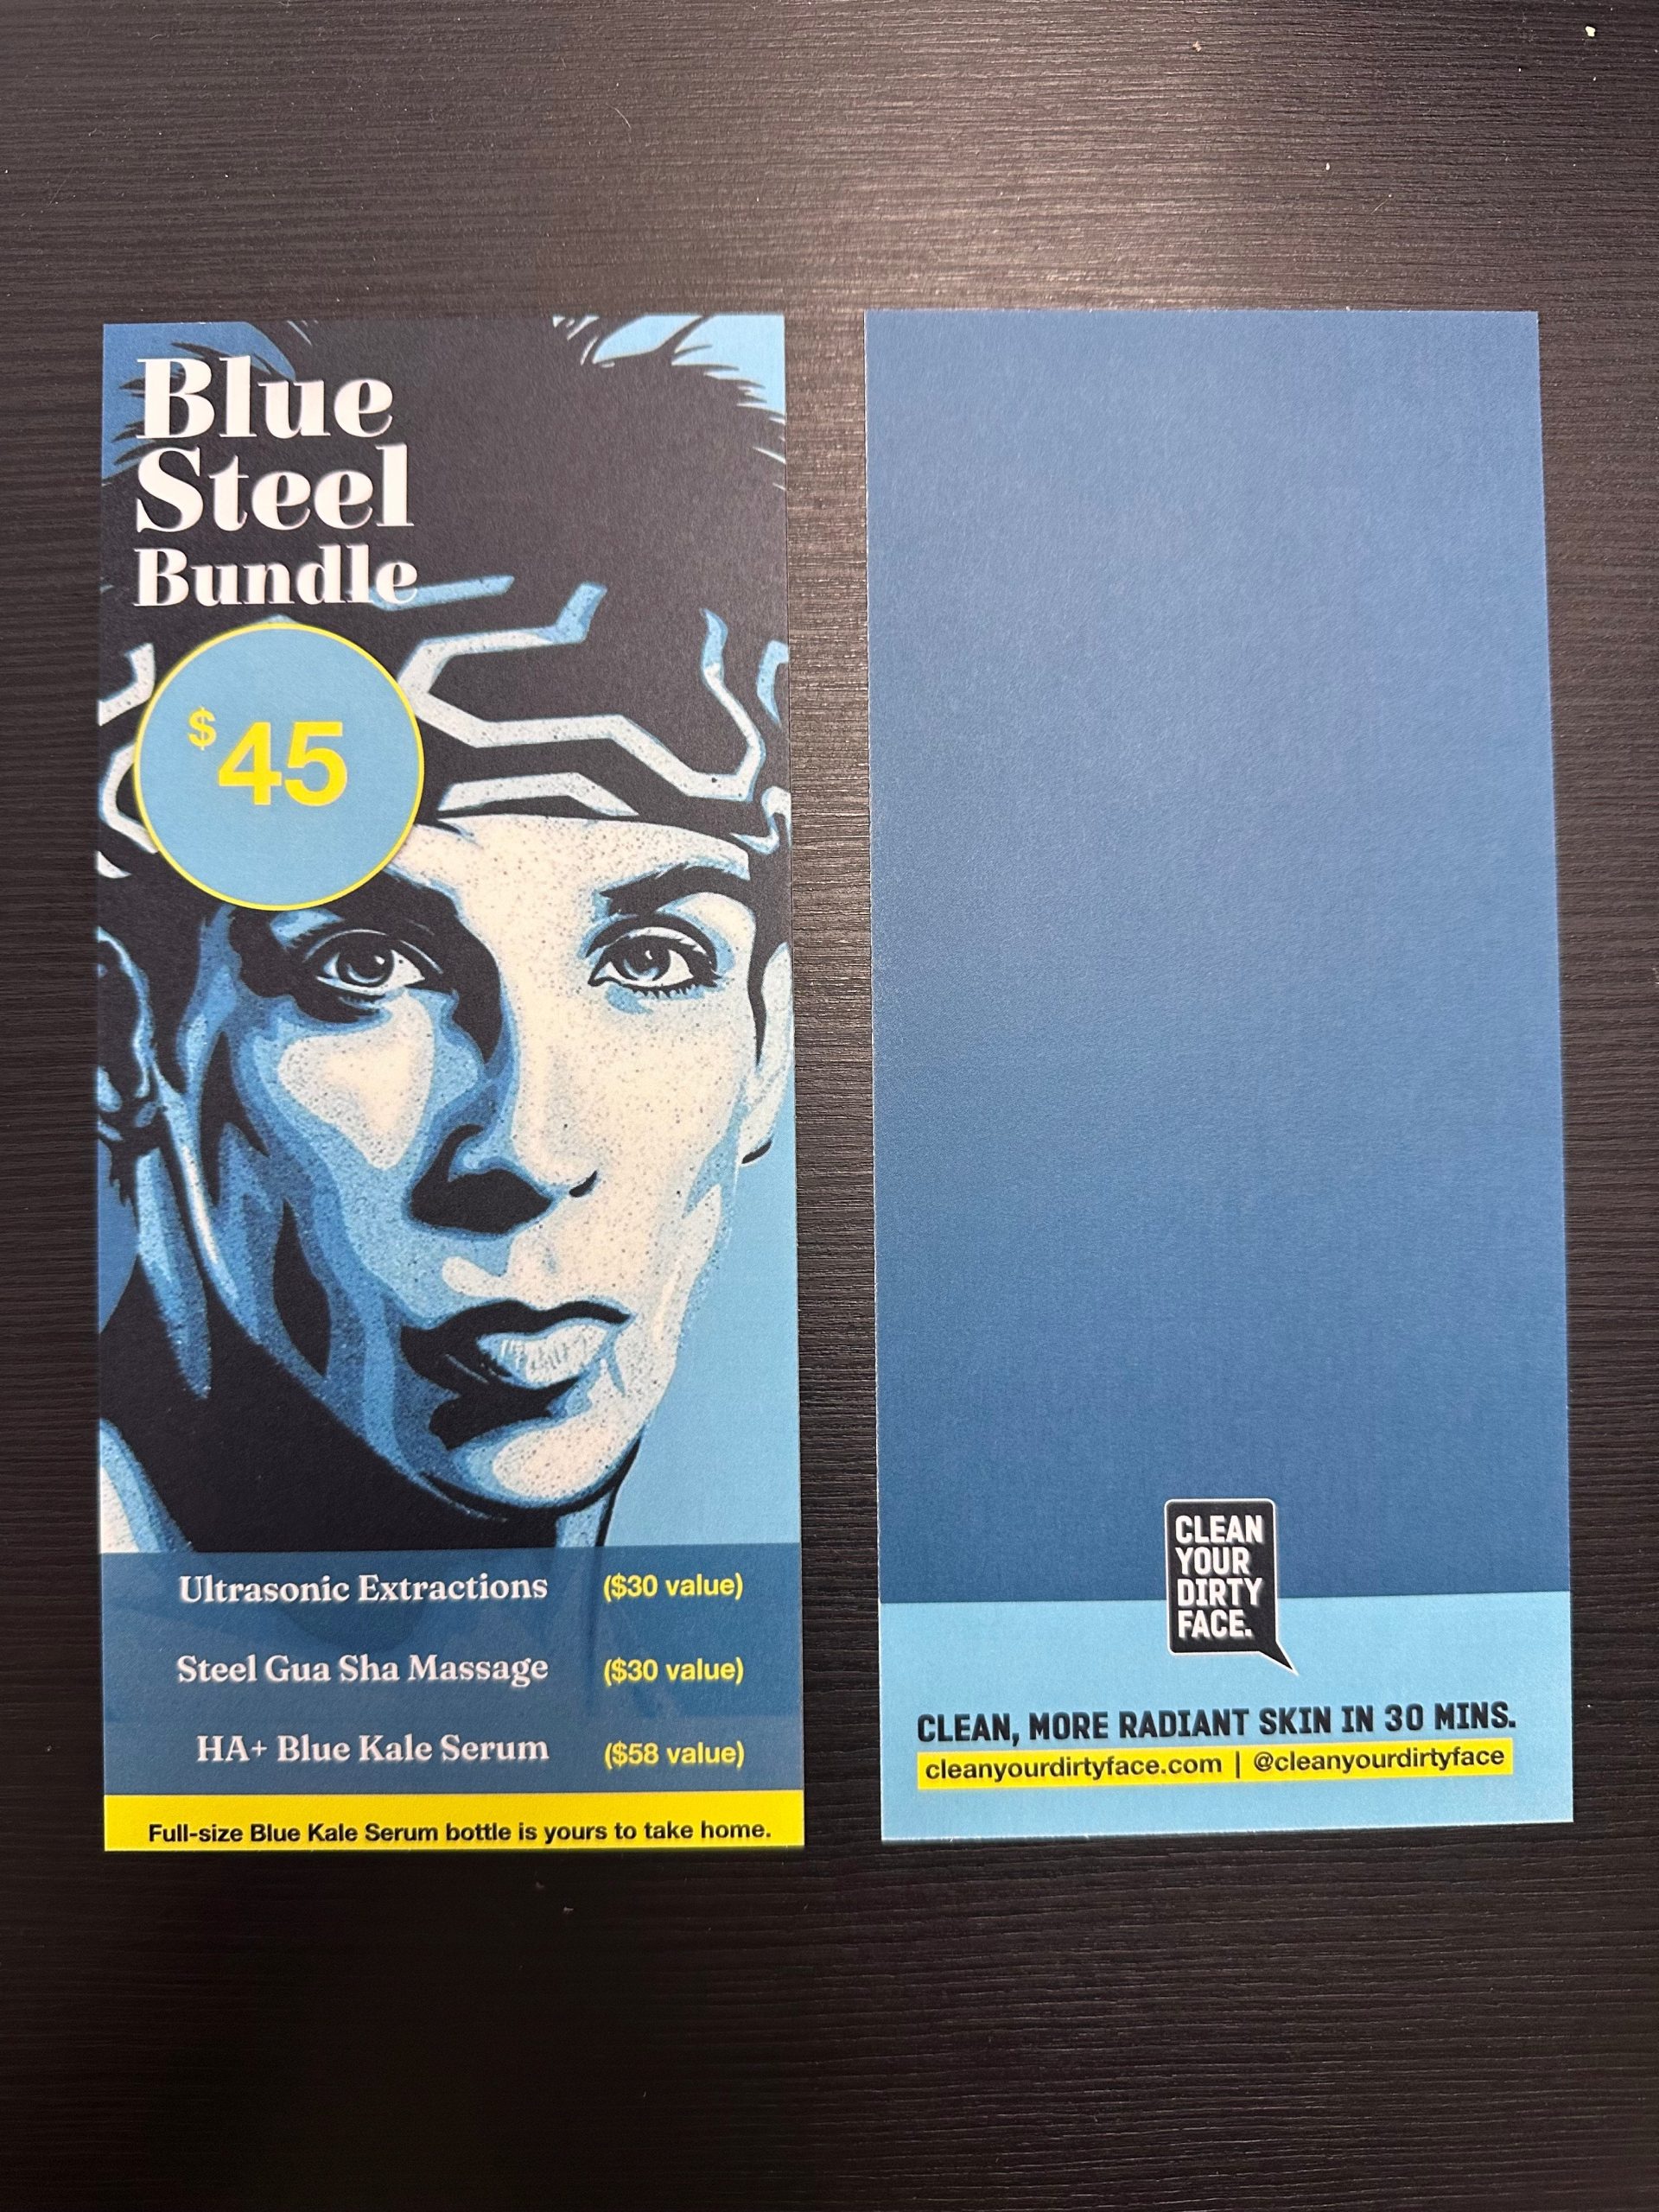 Blue
Steel
Bundle
$45
Ultrasonic Extractions ($30 value)
Steel Gua Sha Massage ($30 value)
HA+ Blue Kale Serum ($58 value)
Full-size Blue Kale Serum bottle is yours to take home.
CLEAN
YOUR
DIRTY
FACE.
CLEAN, MORE RADIANT SKIN IN 30 MINS.
cleanyourdirtyface.com | @cleanyourdirtyface